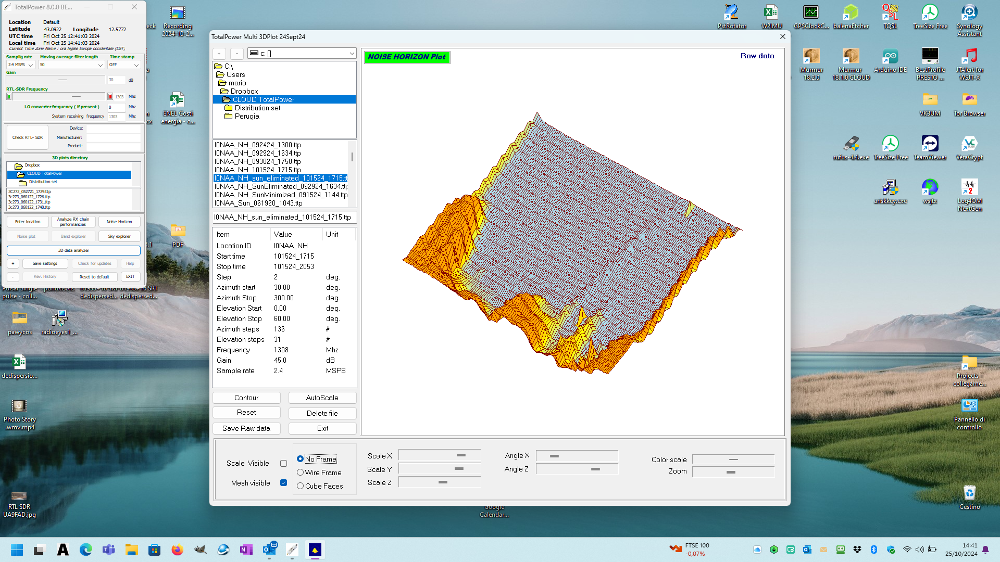 TotalPower 8.0.0 BE...
Location Default
Latitude 43.0922 Longitude 12.5772
UTC time Fri Oct 25 12:41:03 2024
Local time Fri Oct 25 14:41:03 2024
Current Time Zone Name : ora legale Europa occidentale (DST)
Samplig rate Moving average filter length Time stamp
2.4 MSPS 50 OFF
Gain
30 dB
RTL-SDR Frequency
1303 Mhz
LO converter frequency ( if present ) 0 Mhz
System receiving frequency 1303 Mhz
Check RTL- SDR
Device:
Manufacturer:
Product:
3D plots directory
Dropbox
CLOUD TotalPower
Distribution set
3C273_052721_1729.ttp
3c273_060122_1726.ttp
3c273_060122_1731.ttp
3c273_060122_1740.ttp
Enter location
Analyze RX chain performancies
Noise Horizon
Noise plot
Band explorer
Sky explorer
3D data analyzer
+ Save settings Check for updates Help
- Rev. History Reset to default EXIT
Recording
2024-10-2...
ENEL Costi
energia - c...
PDF
pulse - coll...
dedispersed...
dedispersed...
pawycos
radioeyes1_...
dedispersio...
Photo Story
.wmv.mp4
RTL SDR
UA9FAD.jpg
TotalPower Multi 3DPlot 24Sept24
+ - c: []
C:\
Users
mario
Dropbox
CLOUD TotalPower
Distribution set
Perugia
I0NAA_NH_092424_1300.ttp
I0NAA_NH_092924_1634.ttp
I0NAA_NH_093024_1750.ttp
I0NAA_NH_101524_1715.ttp
I0NAA_NH_sun_eliminated_101524_1715.tt
I0NAA_NH_SunEliminated_092924_1634.ttp
I0NAA_NH_SunMinimized_091524_1144.ttp
I0NAA_Sun_061920_1043.ttp
I0NAA_NH_sun_eliminated_101524_1715.ttp
Item Value Unit
Location ID I0NAA_NH
Start time 101524_1715
Stop time 101524_2053
Step 2 deg.
Azimuth start 30.00 deg.
Azimuth Stop 300.00 deg.
Elevation Start 0.00 deg.
Elevation Stop 60.00 deg.
Azimuth steps 136 #
Elevation steps 31 #
Frequency 1308 Mhz
Gain 45.0 dB
Sample rate 2.4 MSPS
Contour AutoScale
Reset Delete file
Save Raw data Exit
NOISE HORIZON Plot
Raw data
Scale Visible
Mesh visible
No Frame
Wire Frame
Cube Faces
Scale X
Scale Y
Scale Z
Angle X
Angle Z
Color scale
Zoom
Google
Calendar...
PstRotator
W2IMU
GPSClockC...
balenaEtcher
TQSL
TreeSize Free
Synology
Assistant
Murmur
18.2.0
Murmur
18.1.0 CLOUD
Arduino IDE
BestProfile
PRESTO ...
JTAlert for
WSJT-X
VK3UM
Tor Browser
rufus-4.4.exe
TreeSize Free
TeamViewer
VeraCrypt
ariskkey.exe
wsjtx
Log4OM
NextGen
Projects -
collegame...
Pannello di
controllo
Cestino
FTSE 100
-0,07%
14:41
25/10/2024